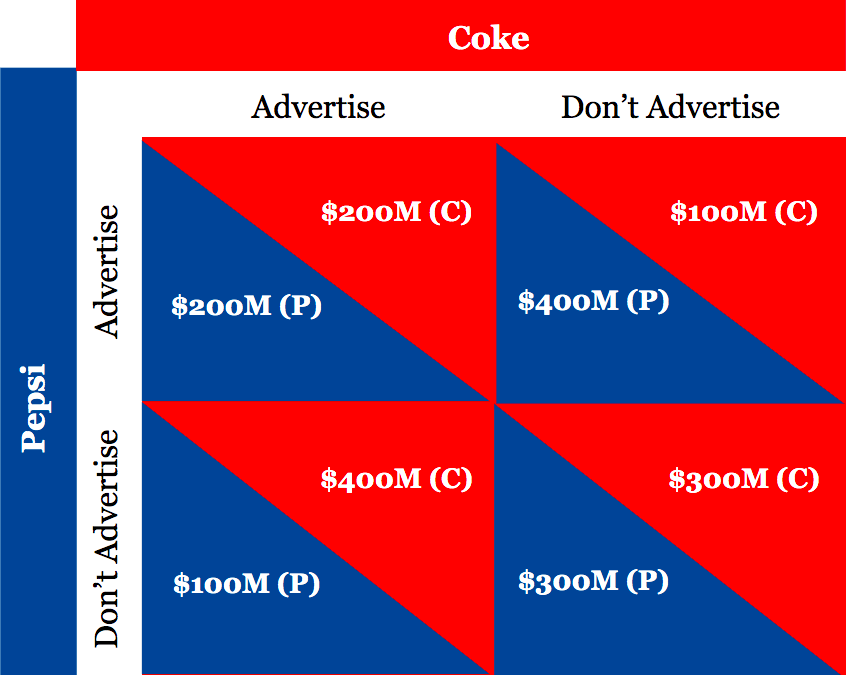 Coke
Advertise
Don’t Advertise
Pepsi
Advertise
$200M (C)
$200M (P)
$100M (C)
$400M (P)
Don’t Advertise
$400M (C)
$100M (P)
$300M (C)
$300M (P)